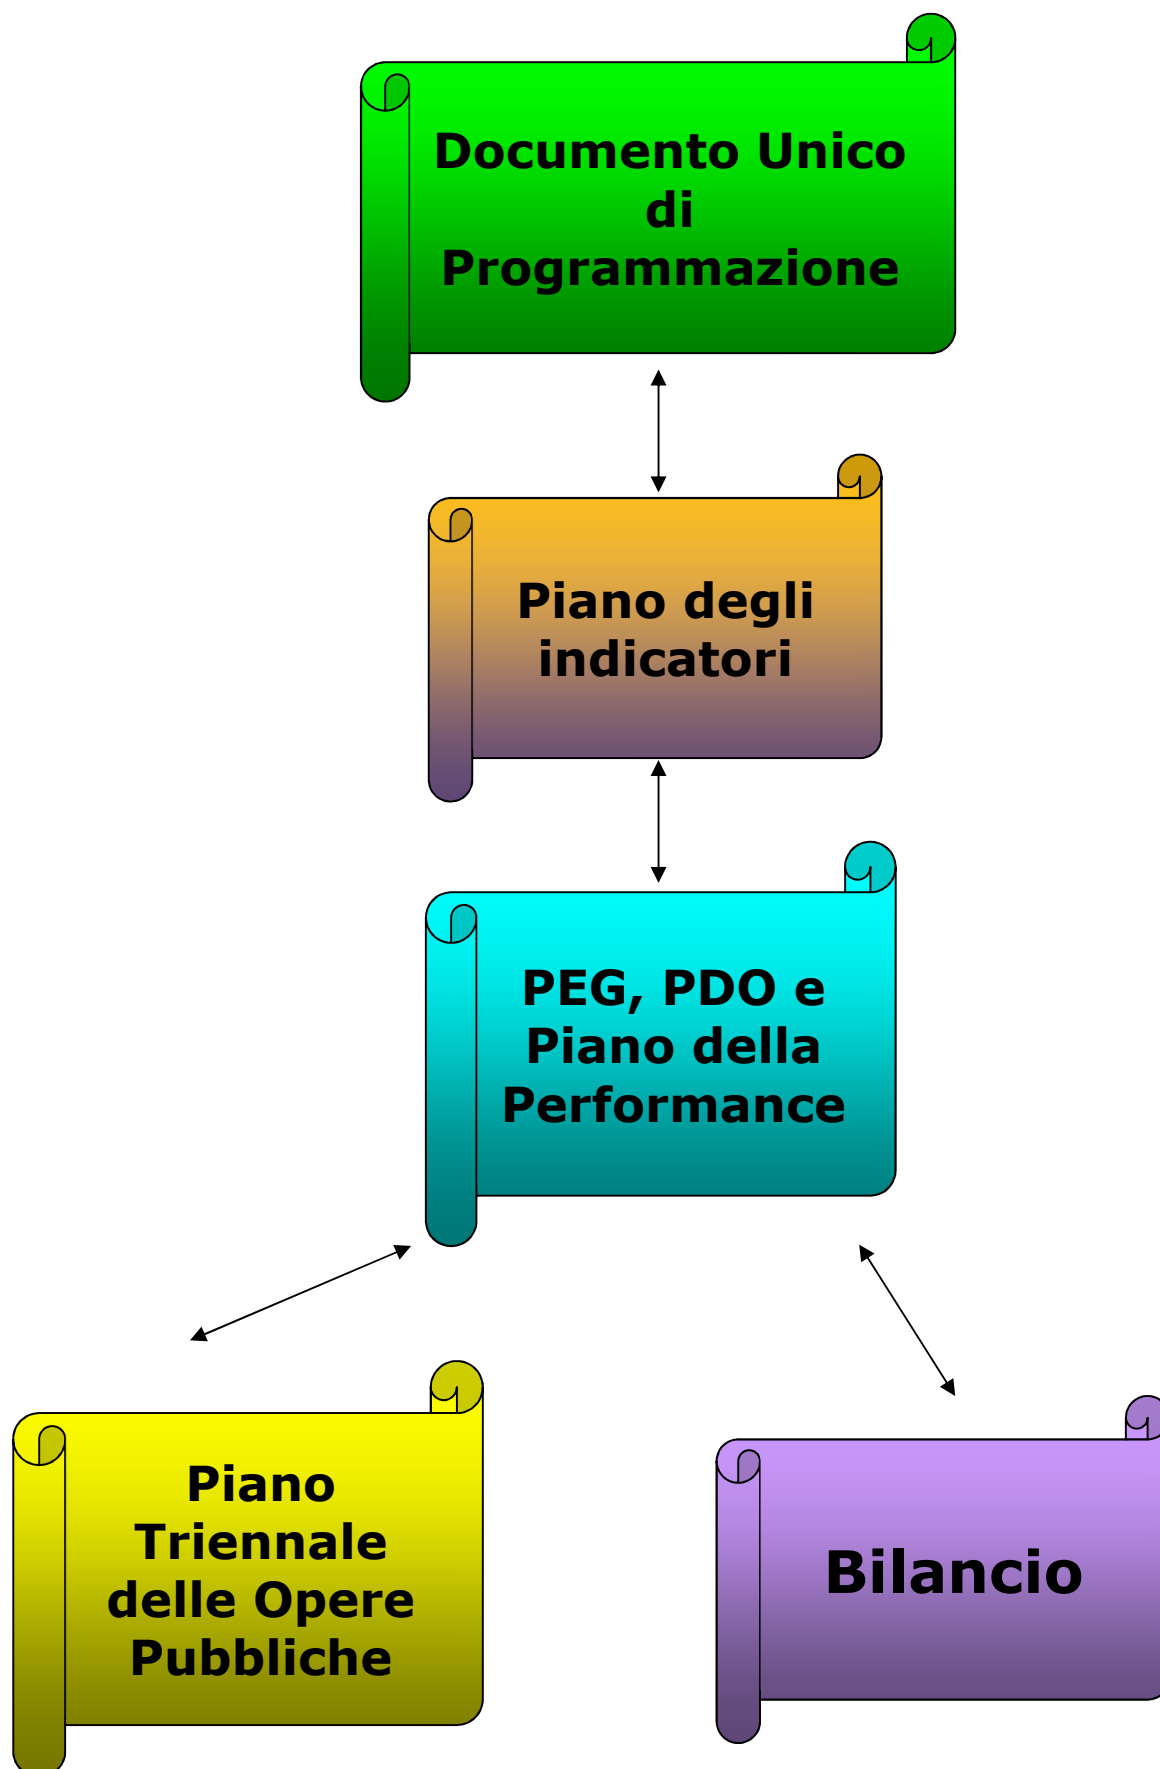 Documento Unico
di
Programmazione
Piano degli
indicatori
PEG, PDO e
Piano della
Performance
Piano
Triennale
delle Opere
Pubbliche
Bilancio